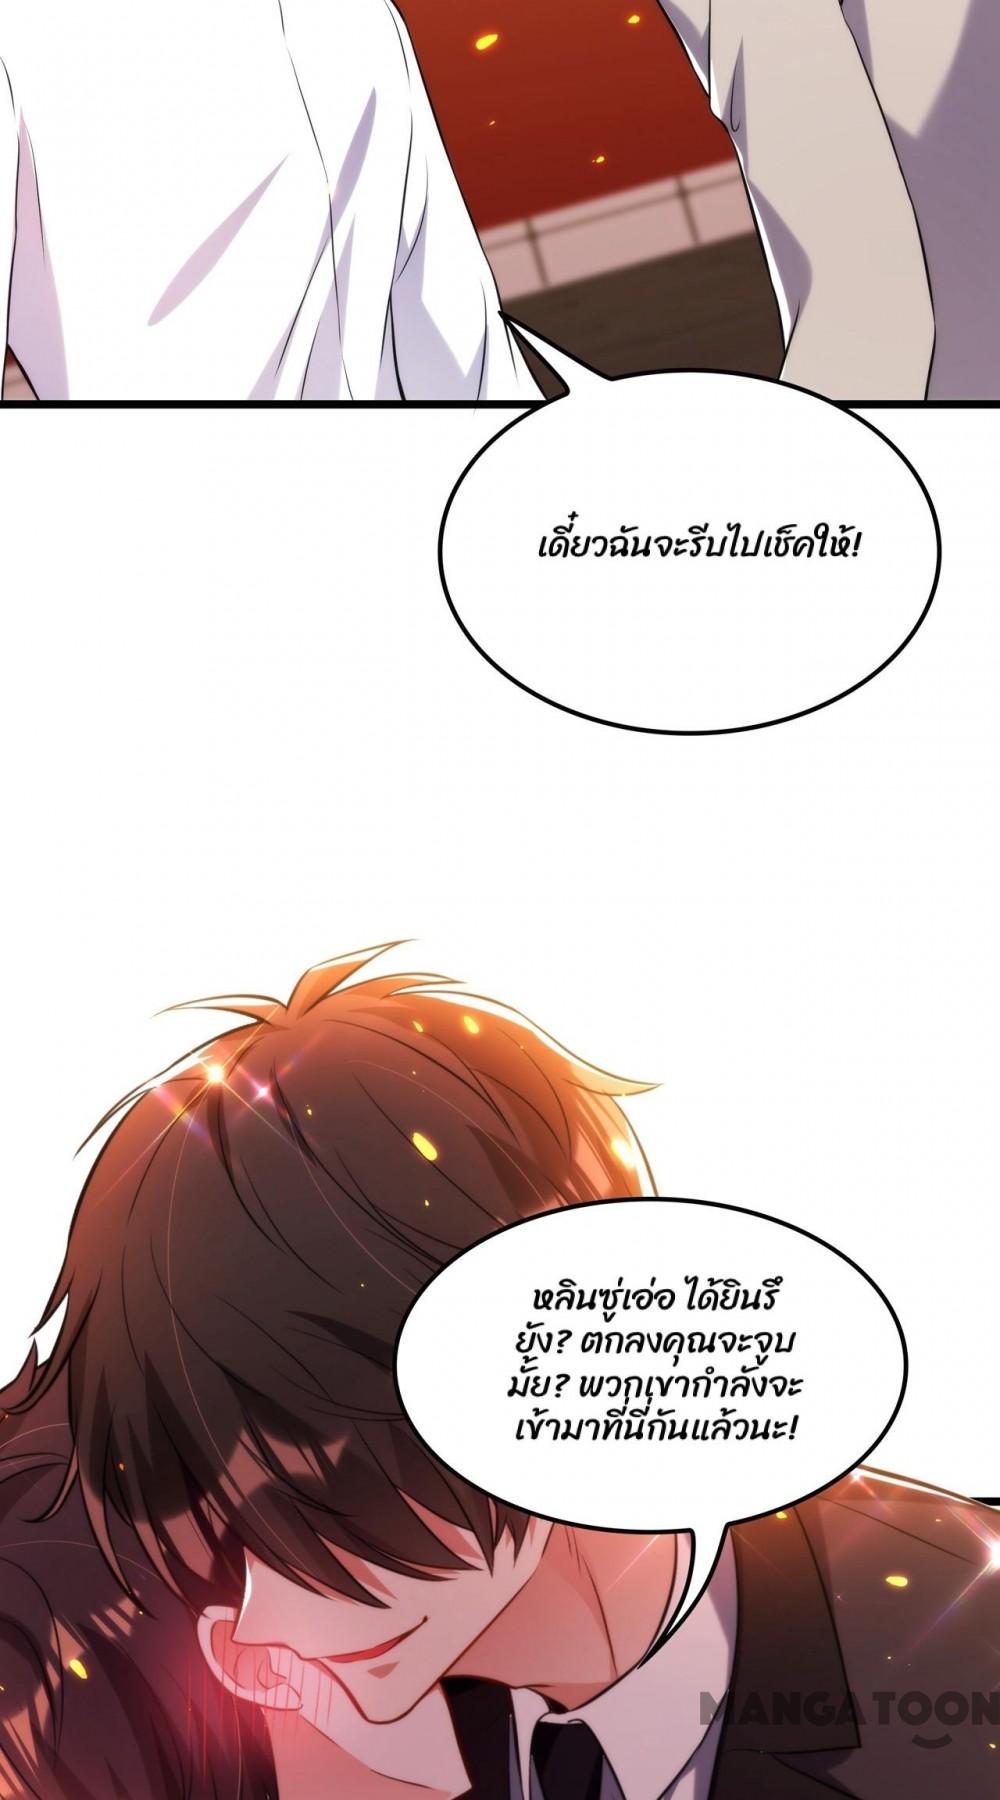 เดี๋ยวฉันจะรีบไปเช็คให้!
หลินซู่เอ่อ ได้ยินรึ
ยัง? ตกลงคุณจะจูบ
มั้ย? พวกเขากำลังจะ
เข้ามาที่นี่กันแล้วนะ!
MANGATOON